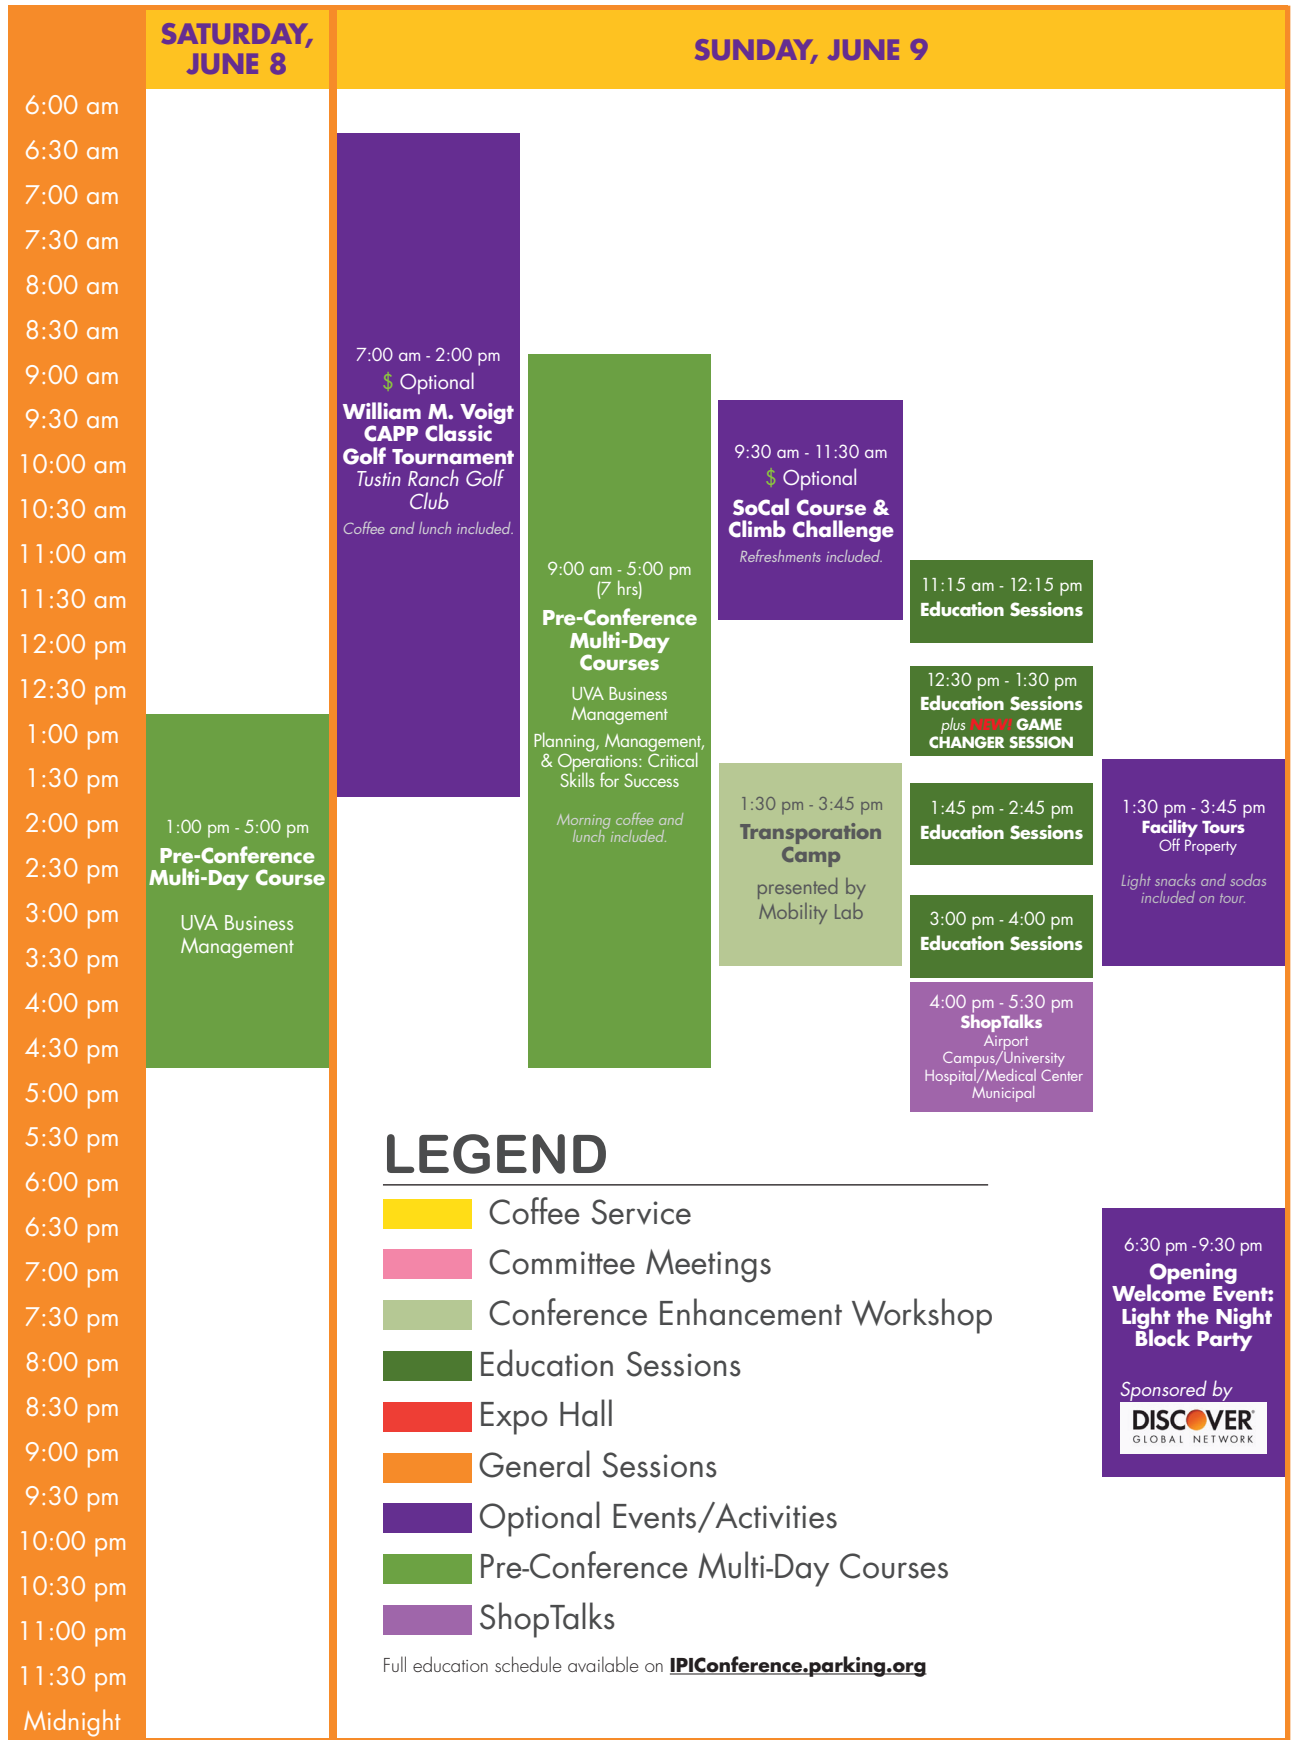 SATURDAY,
JUNE 8
SUNDAY, JUNE 9
6:00 am
6:30 am
7:00 am
7:30 am
8:00 am
8:30 am
9:00 am
9:30 am
10:00 am
10:30 am
11:00 am
11:30 am
12:00 pm
12:30 pm
1:00 pm
1:30 pm
2:00 pm
2:30 pm
3:00 pm
3:30 pm
4:00 pm
4:30 pm
5:00 pm
5:30 pm
6:00 pm
6:30 pm
7:00 pm
7:30 pm
8:00 pm
8:30 pm
9:00 pm
9:30 pm
10:00 pm
10:30 pm
11:00 pm
11:30 pm
Midnight
1:00 pm - 5:00 pm
Pre-Conference
Multi-Day Course
UVA Business
Management
7:00 am - 2:00 pm
$ Optional
William M. Voigt
CAPP Classic
Golf Tournament
Tustin Ranch Golf
Club
Coffee and lunch included.
9:00 am - 5:00 pm
(7 hrs)
Pre-Conference
Multi-Day
Courses
UVA Business
Management
Planning, Management,
& Operations: Critical
Skills for Success
Morning coffee and
lunch included.
9:30 am - 11:30 am
$ Optional
SoCal Course &
Climb Challenge
Refreshments included.
1:30 pm - 3:45 pm
Transporation
Camp
presented by
Mobility Lab
11:15 am - 12:15 pm
Education Sessions
12:30 pm - 1:30 pm
Education Sessions
plus NEW! GAME
CHANGER SESSION
1:45 pm - 2:45 pm
Education Sessions
3:00 pm - 4:00 pm
Education Sessions
4:00 pm - 5:30 pm
ShopTalks
Airport
Campus/University
Hospital/Medical Center
Municipal
1:30 pm - 3:45 pm
Facility Tours
Off Property
Light snacks and sodas
included on tour.
6:30 pm - 9:30 pm
Opening
Welcome Event:
Light the Night
Block Party
Sponsored by
DISCOVER
GLOBAL NETWORK
LEGEND
Coffee Service
Committee Meetings
Conference Enhancement Workshop
Education Sessions
Expo Hall
General Sessions
Optional Events/Activities
Pre-Conference Multi-Day Courses
ShopTalks
Full education schedule available on IPIConference.parking.org